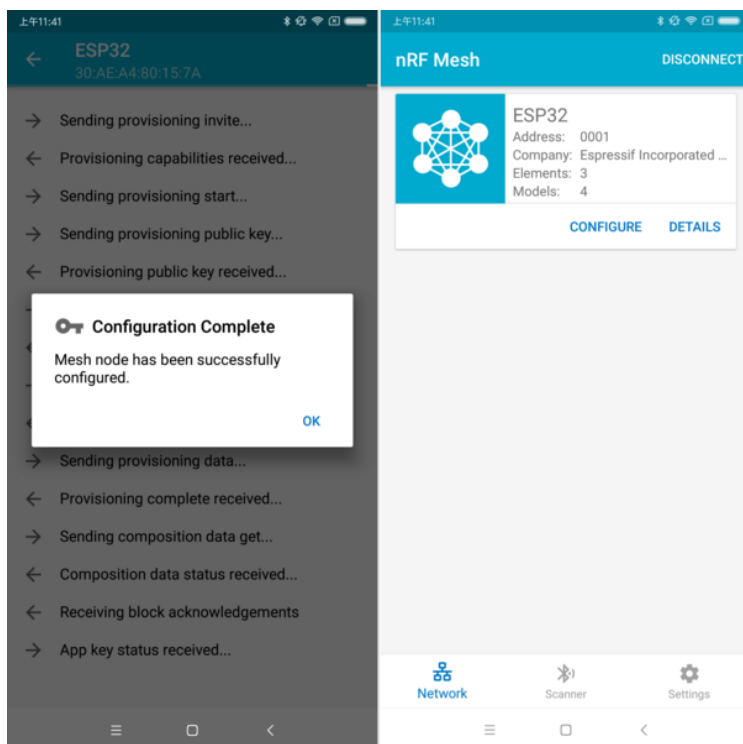 上午11:41
ESP32
30:AE:A4:80:15:7A
Sending provisioning invite...
Provisioning capabilities received...
Sending provisioning start...
Sending provisioning public key...
Provisioning public key received...
Configuration Complete
Mesh node has been successfully
configured.
OK
Sending provisioning data...
Provisioning complete received...
Sending composition data get...
Composition data status received...
Receiving block acknowledgements
App key status received...
上午11:41
nRF Mesh
DISCONNECT
ESP32
Address: 0001
Company: Espressif Incorporated ...
Elements: 3
Models: 4
CONFIGURE DETAILS
Network Scanner Settings